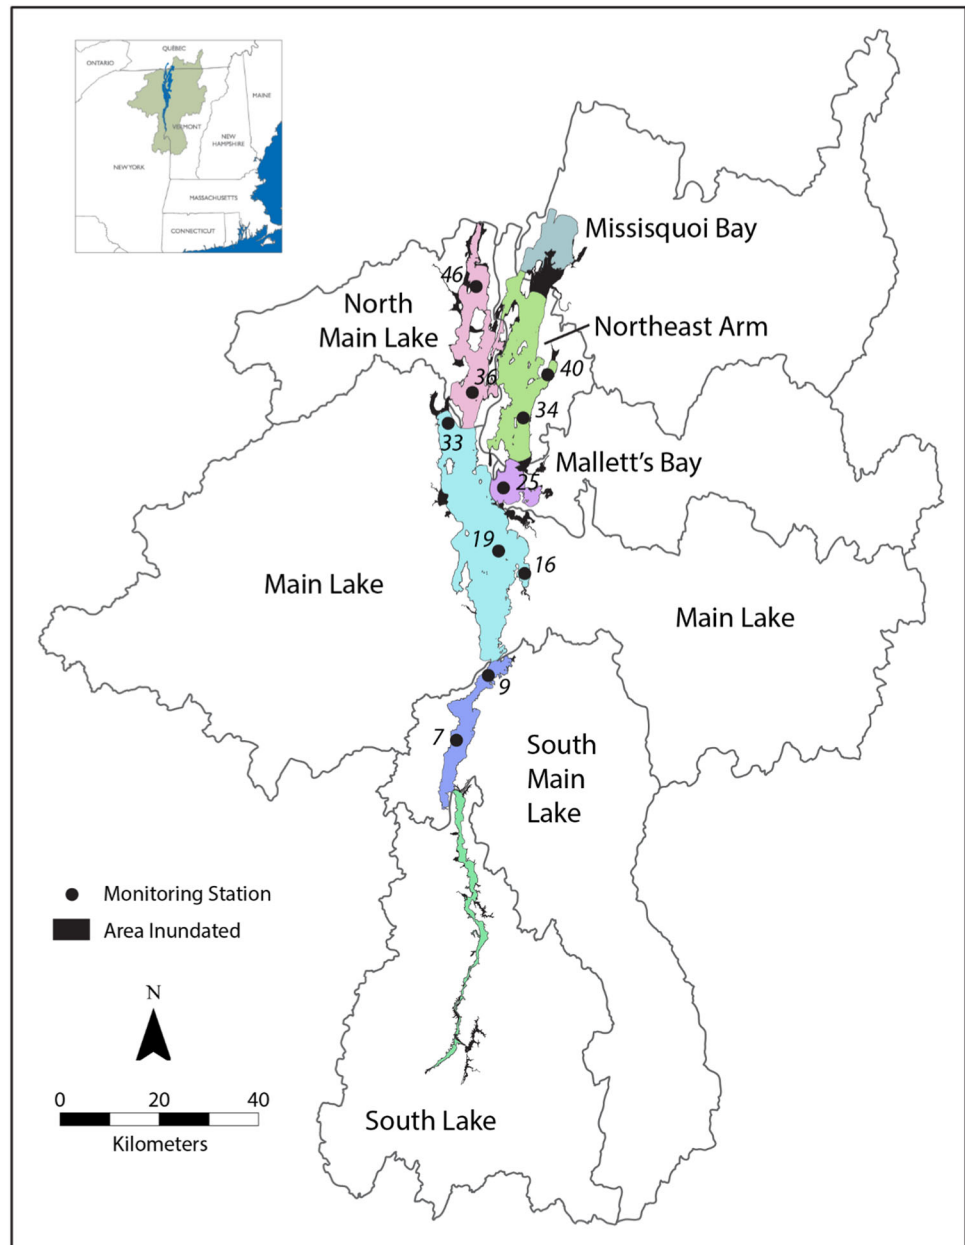 QUÉBEC
ONTARIO
MAINE
VERMONT
NEW
HAMPSHIRE
NEW YORK
MASSACHUSETTS
CONNECTICUT
Missisquoi Bay
46
North
Main Lake
Northeast Arm
40
36
34
33
Mallett's Bay
25
19
16
Main Lake
Main Lake
9
7
South
Main
Lake
Monitoring Station
Area Inundated
N
0 20 40
Kilometers
South Lake